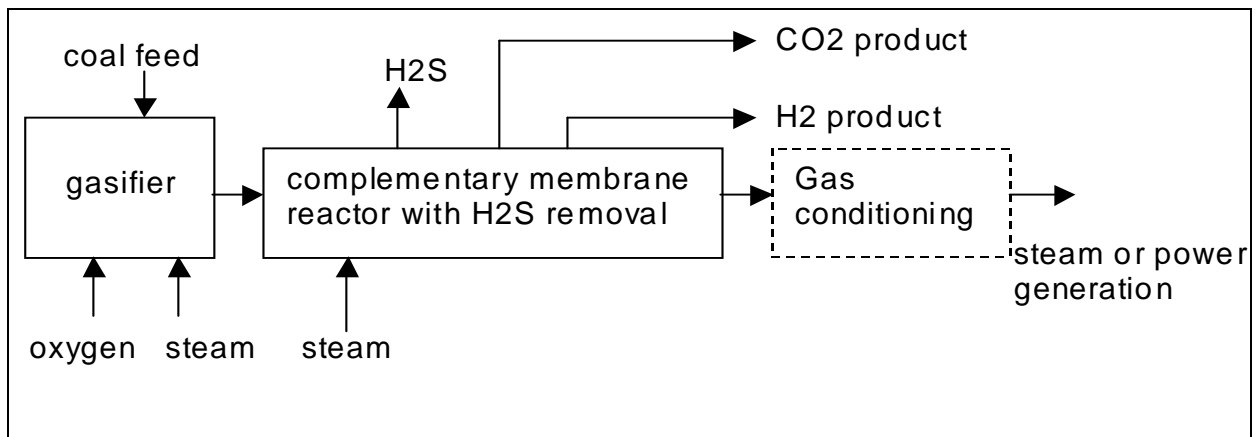 coal feed
H2S
CO2 product
H2 product
gasifier
complementary membrane
reactor with H2S removal
Gas
conditioning
steam or power
generation
oxygen
steam
steam